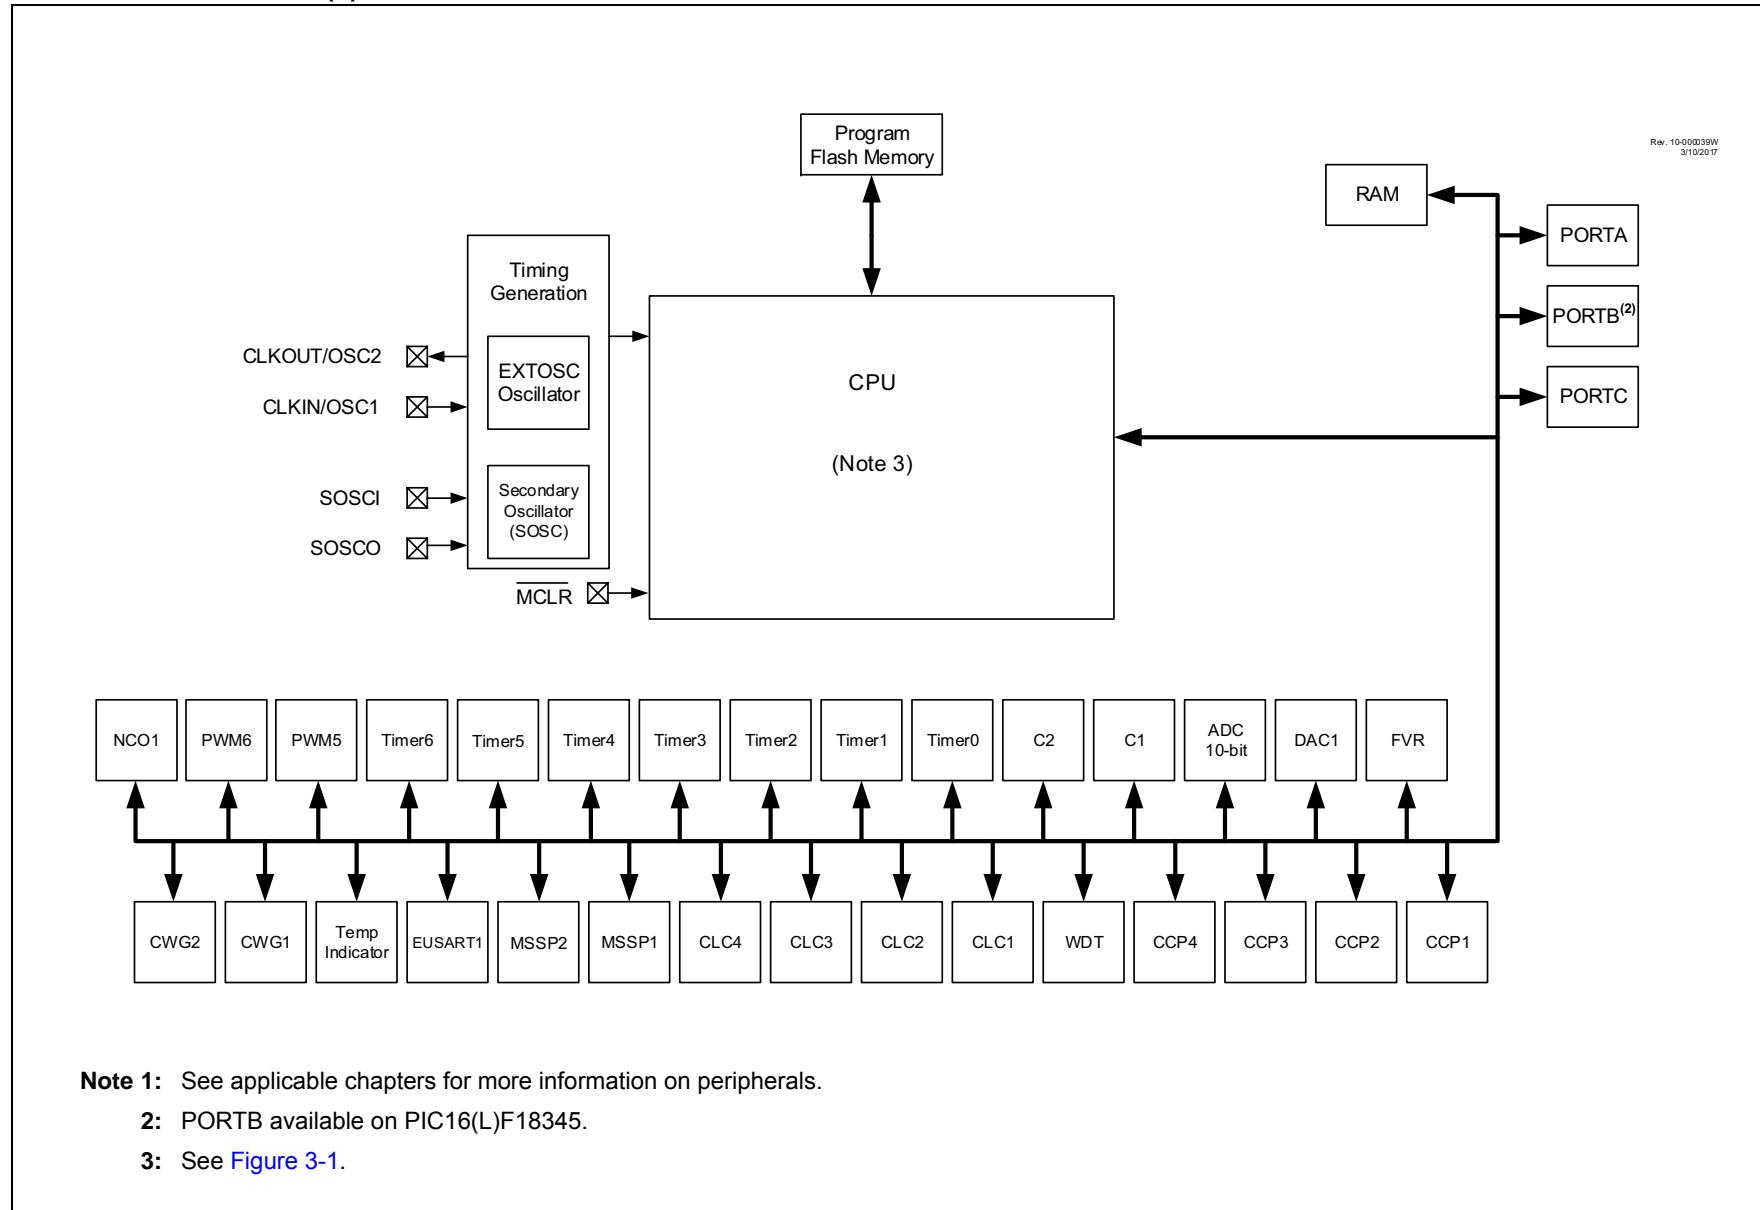 Program
Flash Memory
Rev. 10-000039W
3/10/2017
RAM
PORTA
Timing
Generation
PORTB(2)
CLKOUT/OSC2
EXTOSC
Oscillator
CPU
PORTC
CLKIN/OSC1
(Note 3)
SOSCI
Secondary
Oscillator
(SOSC)
SOSCO
MCLR
NCO1
PWM6
PWM5
Timer6
Timer5
Timer4
Timer3
Timer2
Timer1
Timer0
C2
C1
ADC
10-bit
DAC1
FVR
CWG2
CWG1
Temp
Indicator
EUSART1
MSSP2
MSSP1
CLC4
CLC3
CLC2
CLC1
WDT
CCP4
CCP3
CCP2
CCP1
Note 1: See applicable chapters for more information on peripherals.
2: PORTB available on PIC16(L)F18345.
3: See Figure 3-1.